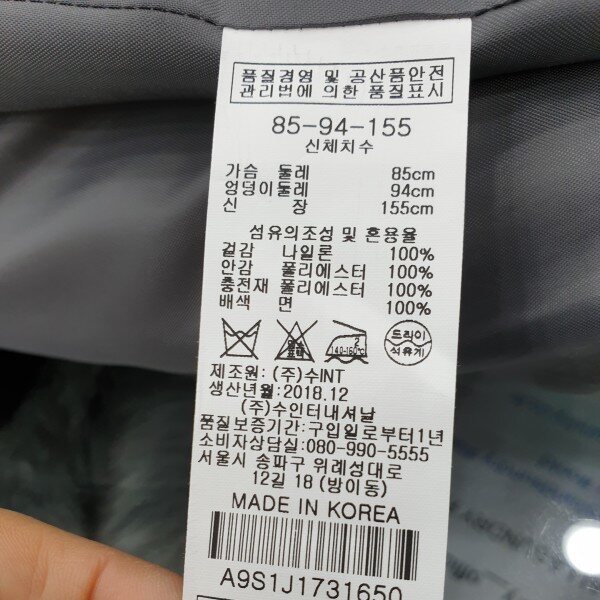 품질경영 및 공산품안전
관리법에 의한 품질표시
85-94-155
신체치수
가슴 둘레 85cm
엉덩이둘레 94cm
신 장 155cm
섬유의조성 및 혼용율
겉감 나일론 100%
안감 폴리에스터 100%
충전재 폴리에스터 100%
배색 면 100%
2
140-160℃
드라이
석유계
제조원: (주)수INT
생산년월: 2018.12
(주)수인터내셔날
품질보증기간: 구입일로부터1년
소비자상담실: 080-990-5555
서울시 송파구 위례성대로
12길 18 (방이동)
MADE IN KOREA
A9S1J1731650